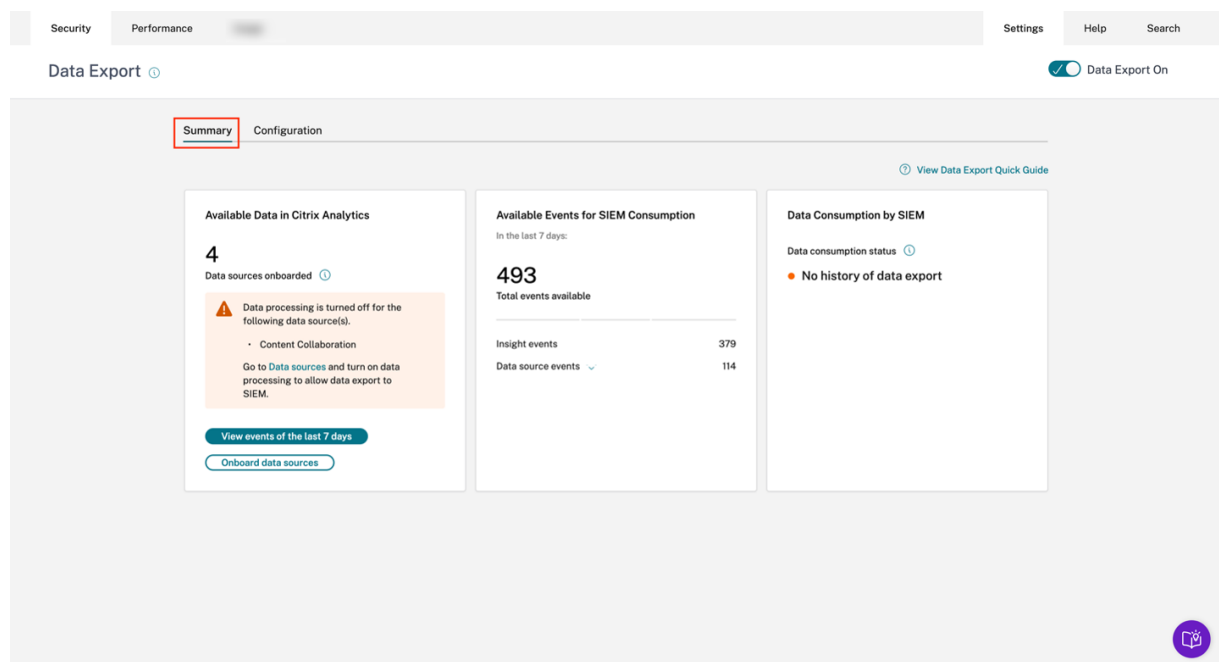 Security Performance Settings Help Search
Data Export
Data Export On
Summary Configuration
View Data Export Quick Guide
Available Data in Citrix Analytics
4
Data sources onboarded
Data processing is turned off for the
following data source(s).
• Content Collaboration
Go to Data sources and turn on data
processing to allow data export to
SIEM.
View events of the last 7 days
Onboard data sources
Available Events for SIEM Consumption
In the last 7 days:
493
Total events available
Insight events 379
Data source events 114
Data Consumption by SIEM
Data consumption status
No history of data export